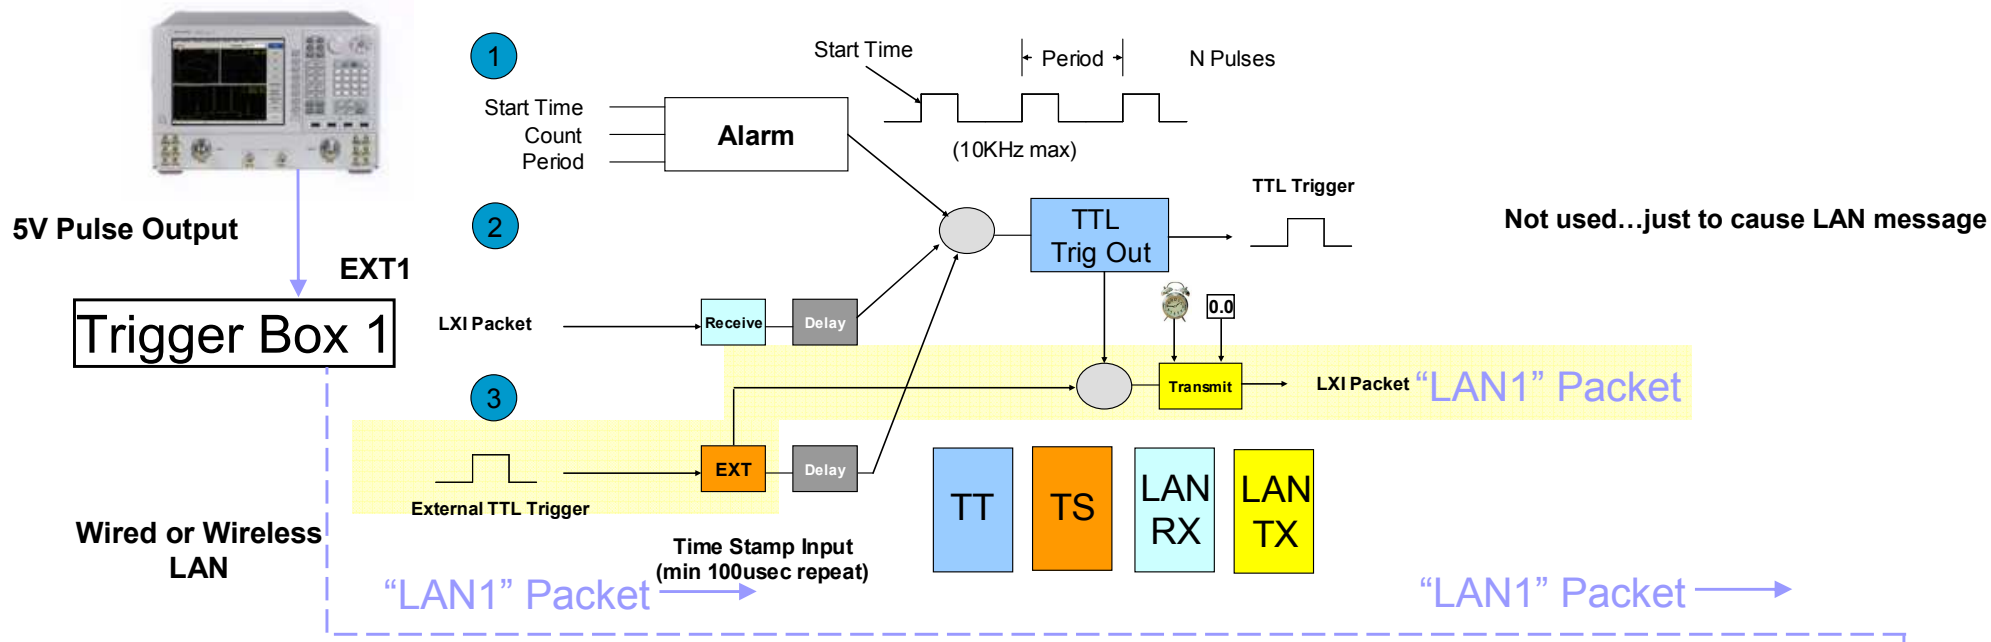 1
Start Time
Period
N Pulses
Start Time
Count
Period
Alarm
(10KHz max)
5V Pulse Output
EXT1
Trigger Box 1
2
TTL
Trig Out
TTL Trigger
Not used…just to cause LAN message
LXI Packet
Receive
Delay
0.0
Transmit
LXI Packet
“LAN1” Packet
3
EXT
Delay
External TTL Trigger
TT
TS
LAN
RX
LAN
TX
Wired or Wireless
LAN
Time Stamp Input
(min 100usec repeat)
“LAN1” Packet
“LAN1” Packet